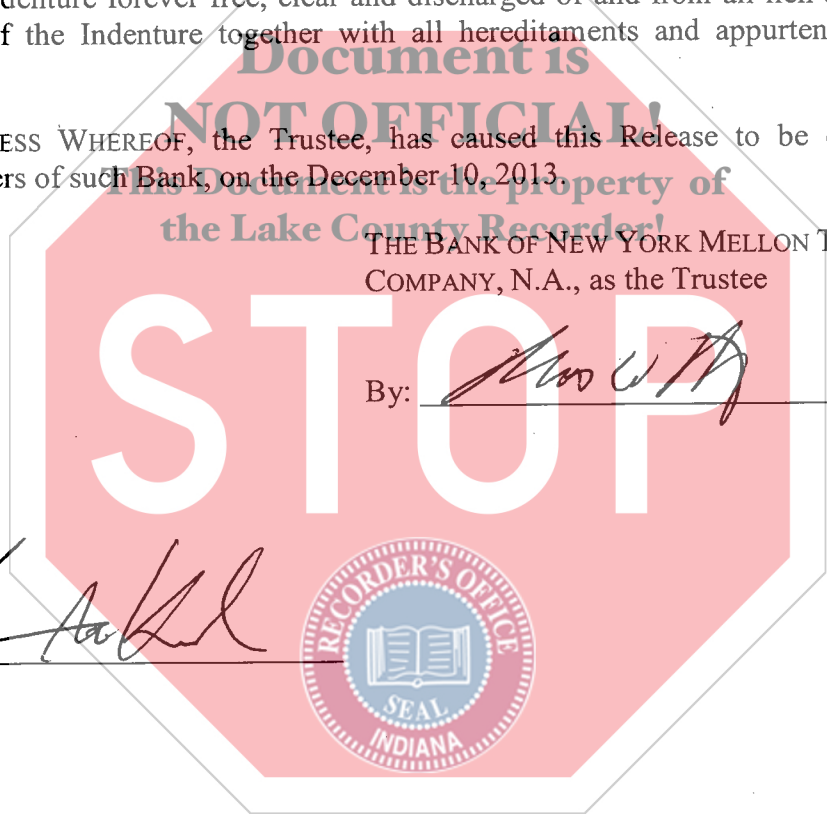 denture forever free, clear and discharged of and from an lien
f the Indenture together with all hereditaments and appurten
Document is
NOT OFFICIAL!
ESS WHEREOF, the Trustee, has caused this Release to be
ers of such Bank, on the December 10, 2013.
This Document is the property of
the Lake County Recorder!
THE BANK OF NEW YORK MELLON T
COMPANY, N.A., as the Trustee
STOP
By:
RECORDER'S OFFICE
SEAL
INDIANA